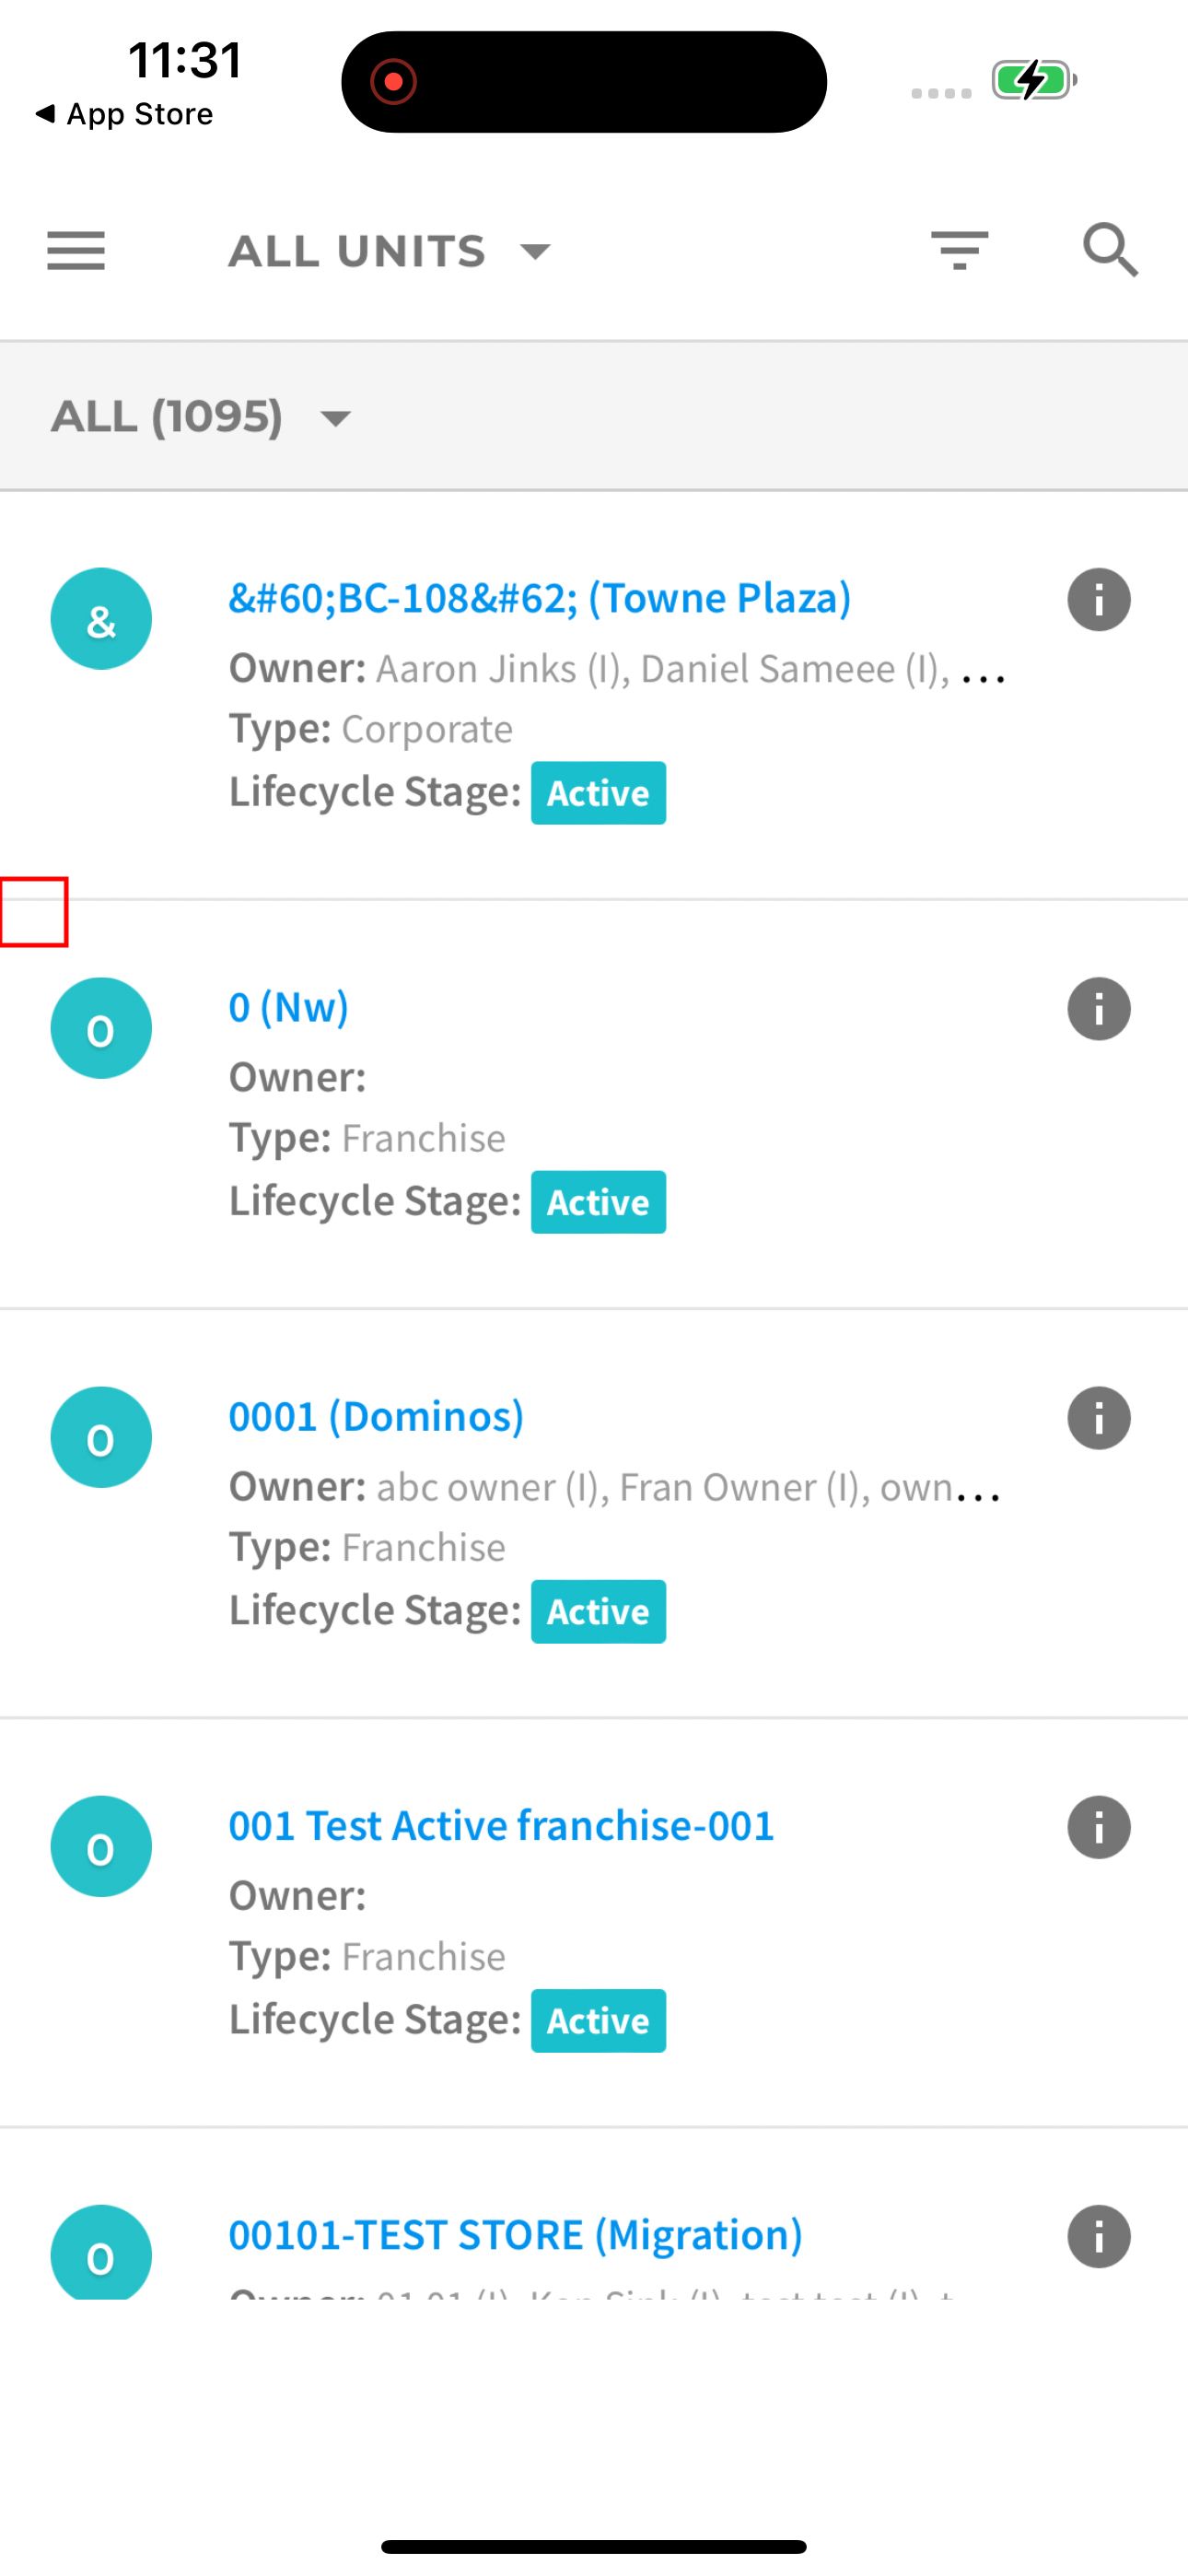 11:31
App Store
ALL UNITS
ALL (1095)
&
&#60;BC-108&#62; (Towne Plaza)
Owner: Aaron Jinks (I), Daniel Sameee (I), ...
Type: Corporate
Lifecycle Stage: Active
0
0 (Nw)
Owner:
Type: Franchise
Lifecycle Stage: Active
0
0001 (Dominos)
Owner: abc owner (I), Fran Owner (I), own...
Type: Franchise
Lifecycle Stage: Active
0
001 Test Active franchise-001
Owner:
Type: Franchise
Lifecycle Stage: Active
0
00101-TEST STORE (Migration)
Owner: